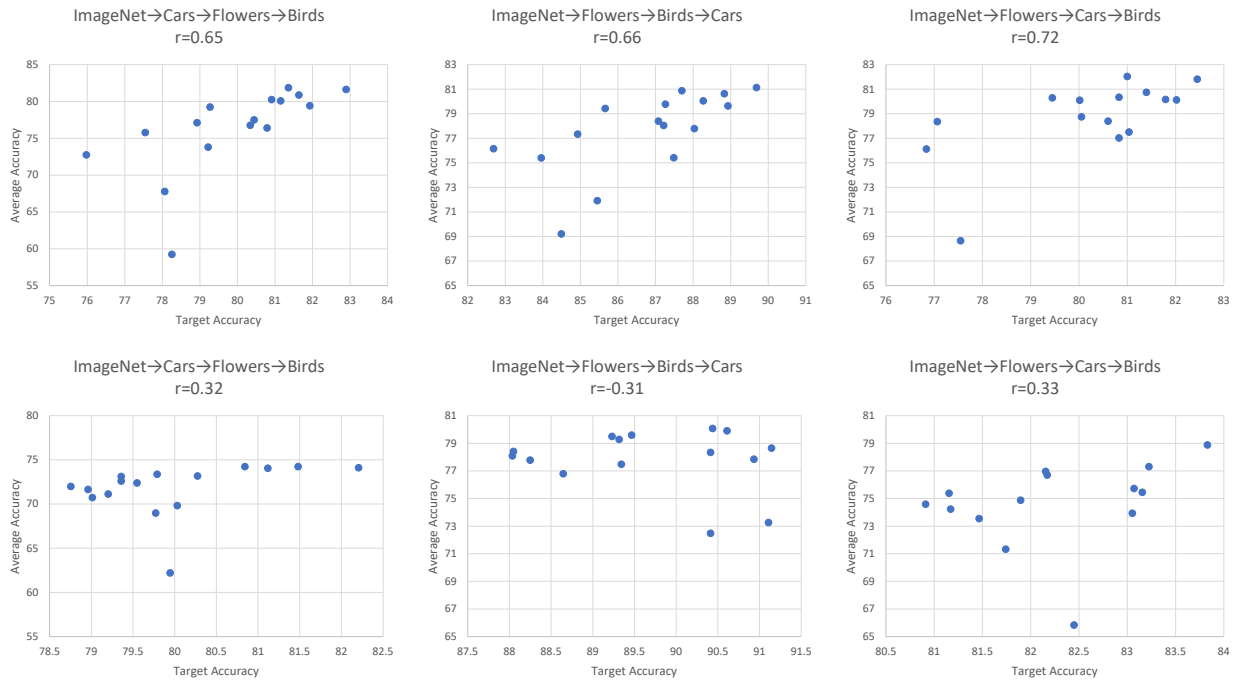 ImageNet→Cars→Flowers→Birds
r=0.65
85
80
75
70
65
60
55
75 76 77 78 79 80 81 82 83 84
Average Accuracy
Target Accuracy
ImageNet→Flowers→Birds→Cars
r=0.66
83
81
79
77
75
73
71
69
67
65
82 83 84 85 86 87 88 89 90 91
Average Accuracy
Target Accuracy
ImageNet→Flowers→Cars→Birds
r=0.72
83
81
79
77
75
73
71
69
67
65
76 77 78 79 80 81 82 83
Average Accuracy
Target Accuracy
ImageNet→Cars→Flowers→Birds
r=0.32
80
75
70
65
60
55
78.5 79 79.5 80 80.5 81 81.5 82 82.5
Average Accuracy
Target Accuracy
ImageNet→Flowers→Birds→Cars
r=-0.31
81
79
77
75
73
71
69
67
65
87.5 88 88.5 89 89.5 90 90.5 91 91.5
Average Accuracy
Target Accuracy
ImageNet→Flowers→Cars→Birds
r=0.33
81
79
77
75
73
71
69
67
65
80.5 81 81.5 82 82.5 83 83.5 84
Average Accuracy
Target Accuracy